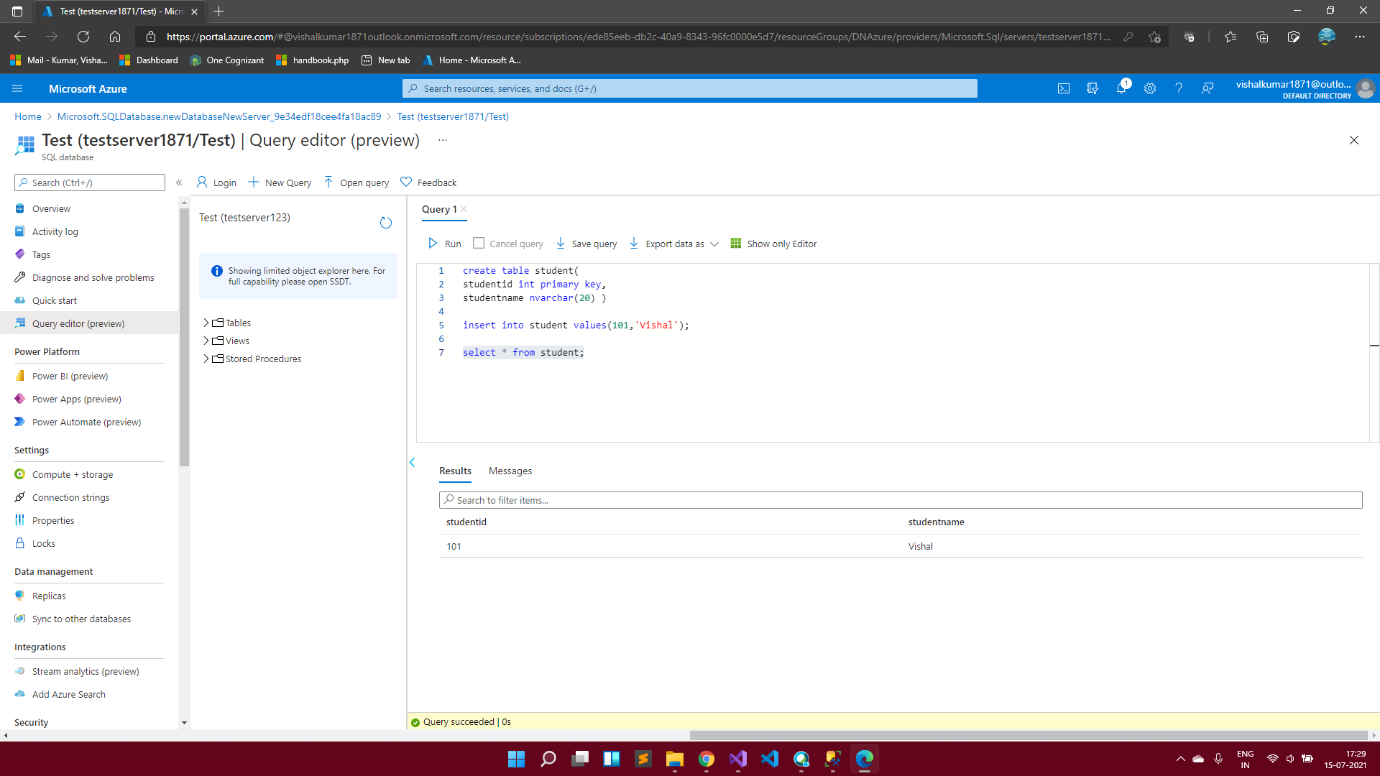 Test (testserver1871/Test) - Micr
https://portal.azure.com/#@vishalkumar1871outlook.onmicrosoft.com/resource/subscriptions/ede85eeb-db2c-40a9-8343-96fc0000e5d7/resourceGroups/DNAzure/providers/Microsoft.Sql/servers/testserver1871...
Mail - Kumar, Visha... Dashboard One Cognizant handbook.php New tab Home - Microsoft A...
Microsoft Azure
Search resources, services, and docs (G+/)
1
vishalkumar1871@outlo...
DEFAULT DIRECTORY
Home > Microsoft.SQLDatabase.newDatabaseNewServer_9e34edf18cee4fa18ac89 > Test (testserver1871/Test)
Test (testserver1871/Test) | Query editor (preview) ...
SQL database
Search (Ctrl+/)
«
Overview
Activity log
Tags
Diagnose and solve problems
Quick start
Query editor (preview)
Power Platform
Power BI (preview)
Power Apps (preview)
Power Automate (preview)
Settings
Compute + storage
Connection strings
Properties
Locks
Data management
Replicas
Sync to other databases
Integrations
Stream analytics (preview)
Add Azure Search
Security
Login New Query Open query Feedback
Test (testserver123)
Showing limited object explorer here. For
full capability please open SSDT.
Tables
Views
Stored Procedures
Query 1
Run Cancel query Save query Export data as Show only Editor
1 create table student(
2 studentid int primary key,
3 studentname nvarchar(20) )
4
5 insert into student values(101,'Vishal');
6
7 select * from student;
Results Messages
Search to filter items...
studentid studentname
101 Vishal
Query succeeded | 0s
ENG
IN
17:29
15-07-2021